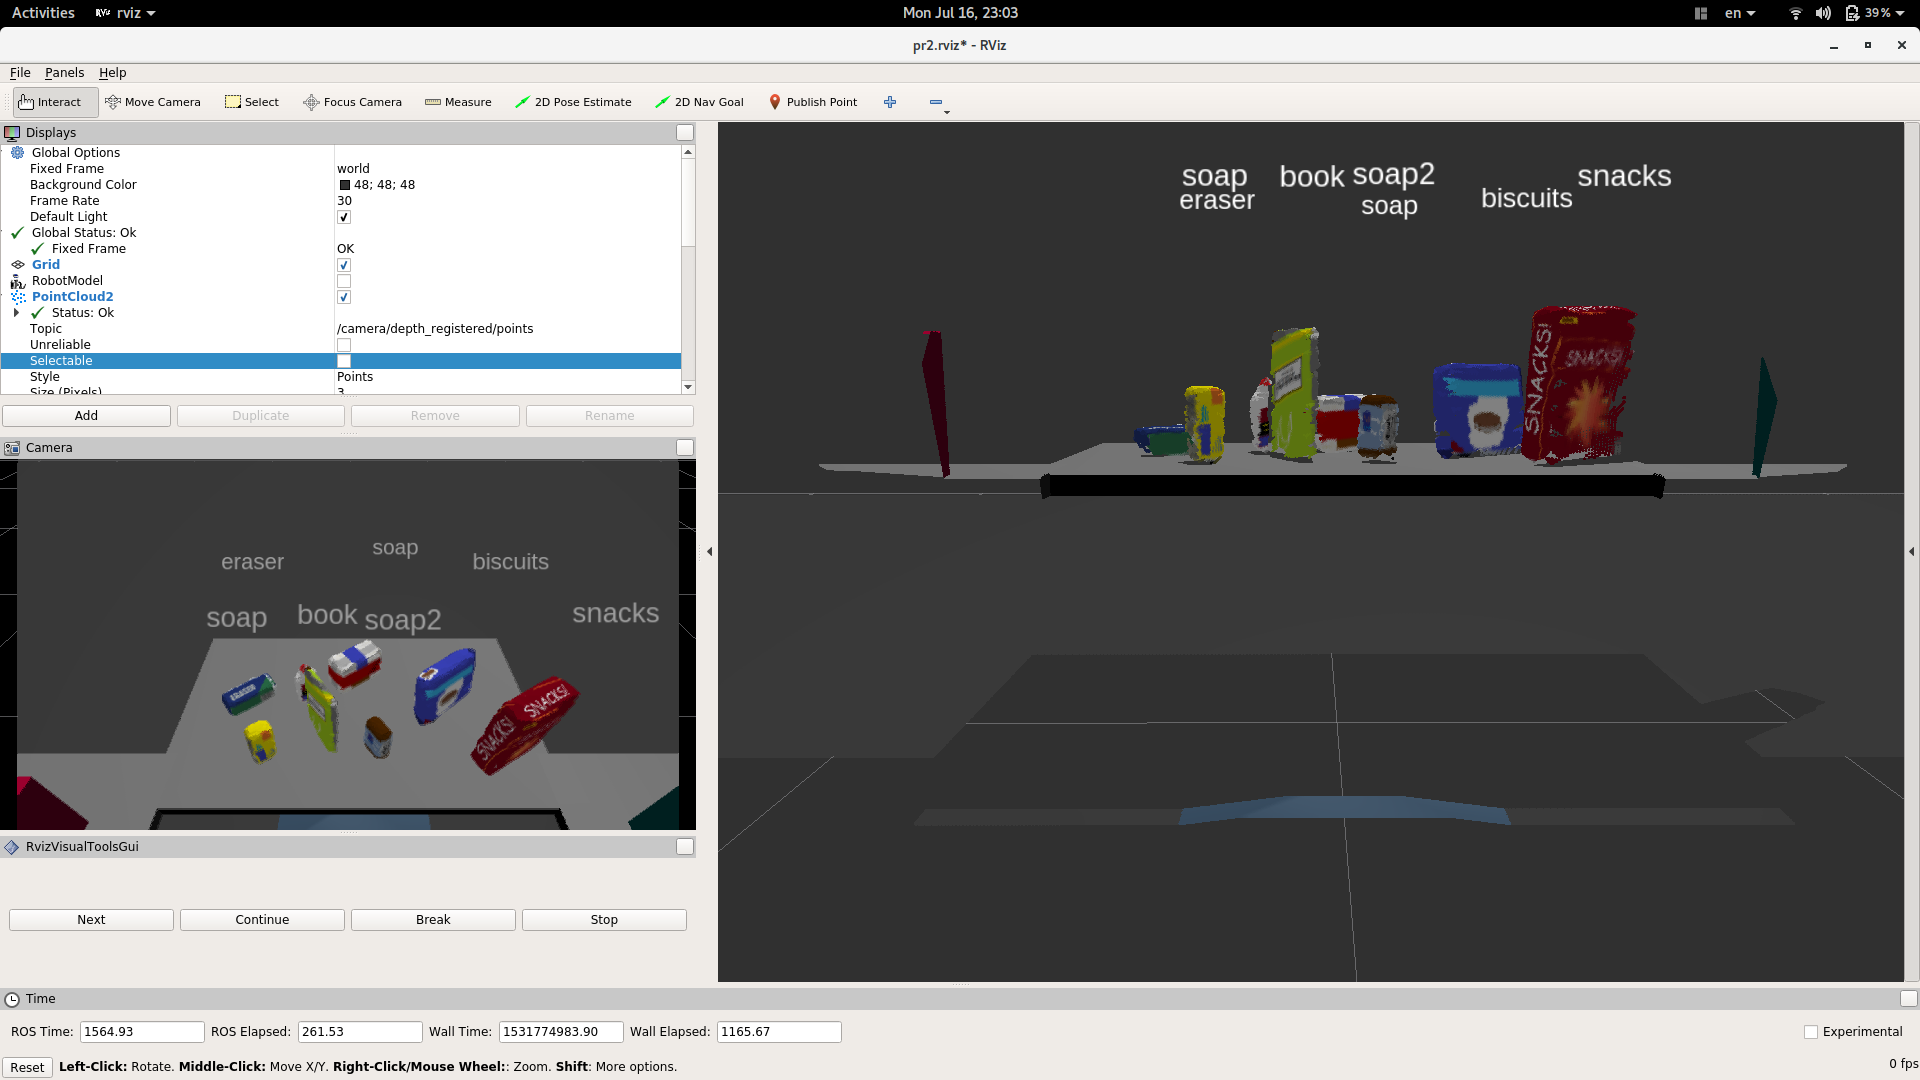 Activities rviz Mon Jul 16, 23:03 en 39%
pr2.rviz* - RViz
File Panels Help
Interact Move Camera Select Focus Camera Measure 2D Pose Estimate 2D Nav Goal Publish Point
Displays
Global Options
Fixed Frame world
Background Color 48; 48; 48
Frame Rate 30
Default Light
Global Status: Ok
Fixed Frame OK
Grid
RobotModel
PointCloud2
Status: Ok
Topic /camera/depth_registered/points
Unreliable
Selectable
Style Points
Size (Pixels) 3
Add Duplicate Remove Rename
Camera
soap
eraser biscuits
soap book soap2 snacks
ERASER
SNACKS!
SNACKS!
RvizVisualToolsGui
Next Continue Break Stop
soap book soap2 snacks
eraser soap biscuits
SNACKS!
SNACKS!
Time
ROS Time: 1564.93 ROS Elapsed: 261.53 Wall Time: 1531774983.90 Wall Elapsed: 1165.67 Experimental
Reset Left-Click: Rotate. Middle-Click: Move X/Y. Right-Click/Mouse Wheel:: Zoom. Shift: More options. 0 fps